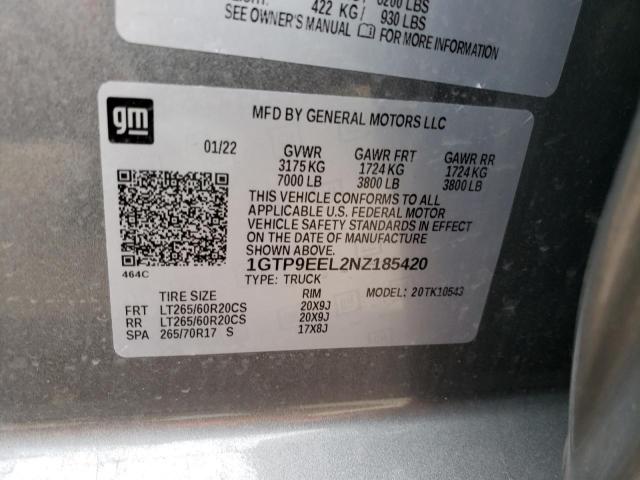 422 KG/ 930 LBS
SEE OWNER'S MANUAL FOR MORE INFORMATION
gm
MFD BY GENERAL MOTORS LLC
01/22 GVWR GAWR FRT GAWR RR
3175 KG 1724 KG 1724 KG
7000 LB 3800 LB 3800 LB
THIS VEHICLE CONFORMS TO ALL
APPLICABLE U.S. FEDERAL MOTOR
VEHICLE SAFETY STANDARDS IN
EFFECT ON THE DATE OF MANUFACTURE
SHOWN ABOVE.
464C
1GTP9EEL2NZ185420
TYPE: TRUCK MODEL: 20TK10543
TIRE SIZE RIM
FRT LT265/60R20CS 20X9J
RR LT265/60R20CS 20X9J
SPA 265/70R17 S 17X8J